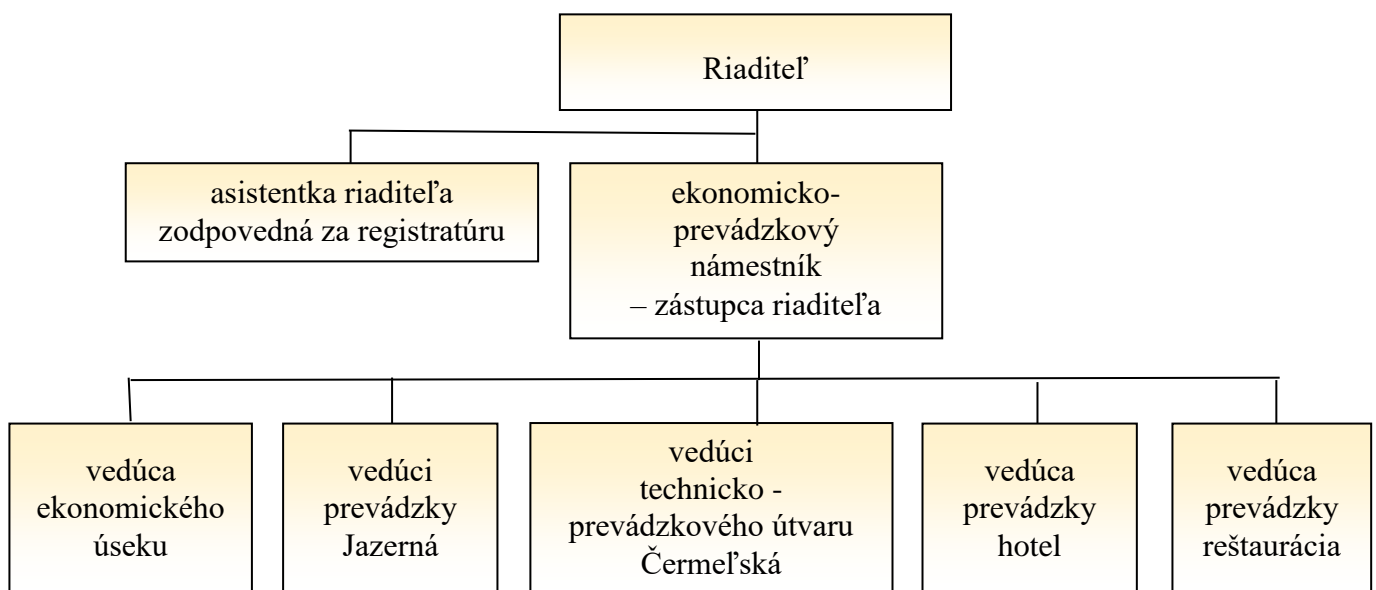 Riaditeľ
asistentka riaditeľa
zodpovedná za registratúru
ekonomicko-
prevádzkový
námestník
– zástupca riaditeľa
vedúca
ekonomického
úseku
vedúci
prevádzky
Jazerná
vedúci
technicko -
prevádzkového útvaru
Čermeľská
vedúca
prevádzky
hotel
vedúca
prevádzky
reštaurácia